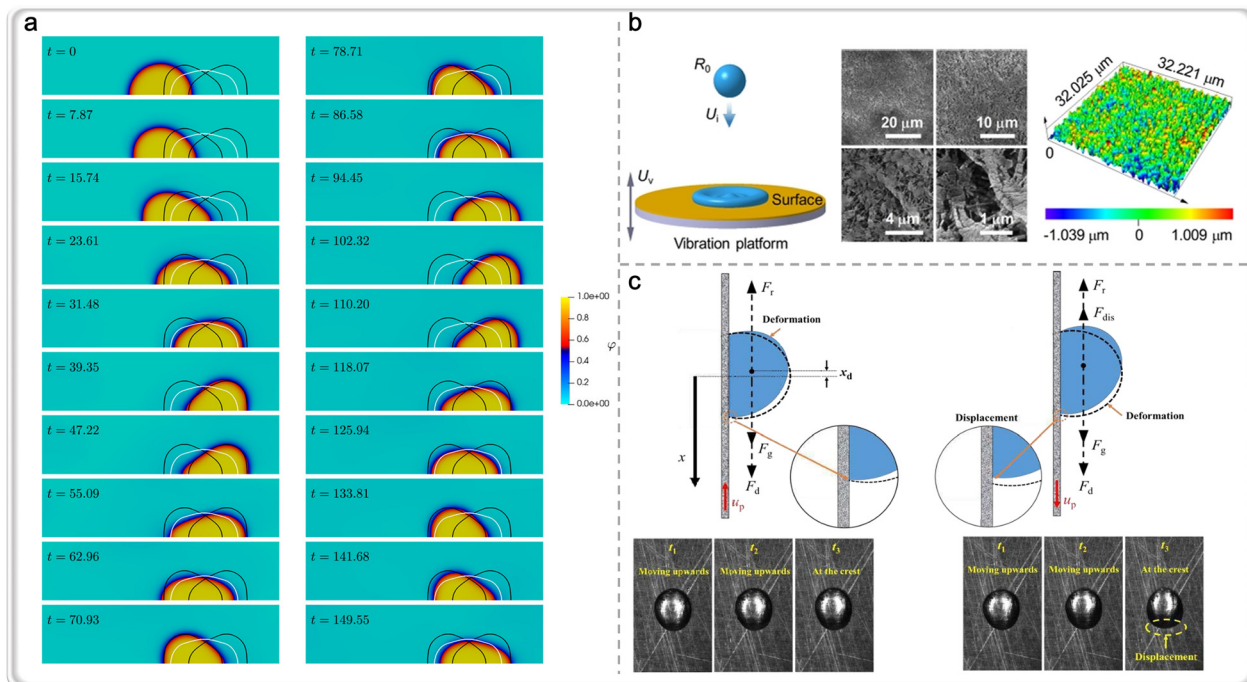 a
t = 0
7.87
15.74
23.61
31.48
39.35
47.22
55.09
62.96
70.93
t = 78.71
86.58
94.45
102.32
110.20
118.07
125.94
133.81
141.68
149.55
1.0e+00
0.8
0.6
0.4
0.2
0.0e+00
φ
b
R0
Ui
Uv
Surface
Vibration platform
20 μm
10 μm
4 μm
1 μm
32.025 μm
32.221 μm
0
-1.039 μm
0
1.009 μm
c
Fr
Deformation
xd
x
Fg
Fd
up
Fr
Fdis
Displacement
Deformation
Fg
Fd
up
t1
Moving upwards
t2
Moving upwards
t3
At the crest
t1
Moving upwards
t2
Moving upwards
t3
At the crest
Displacement